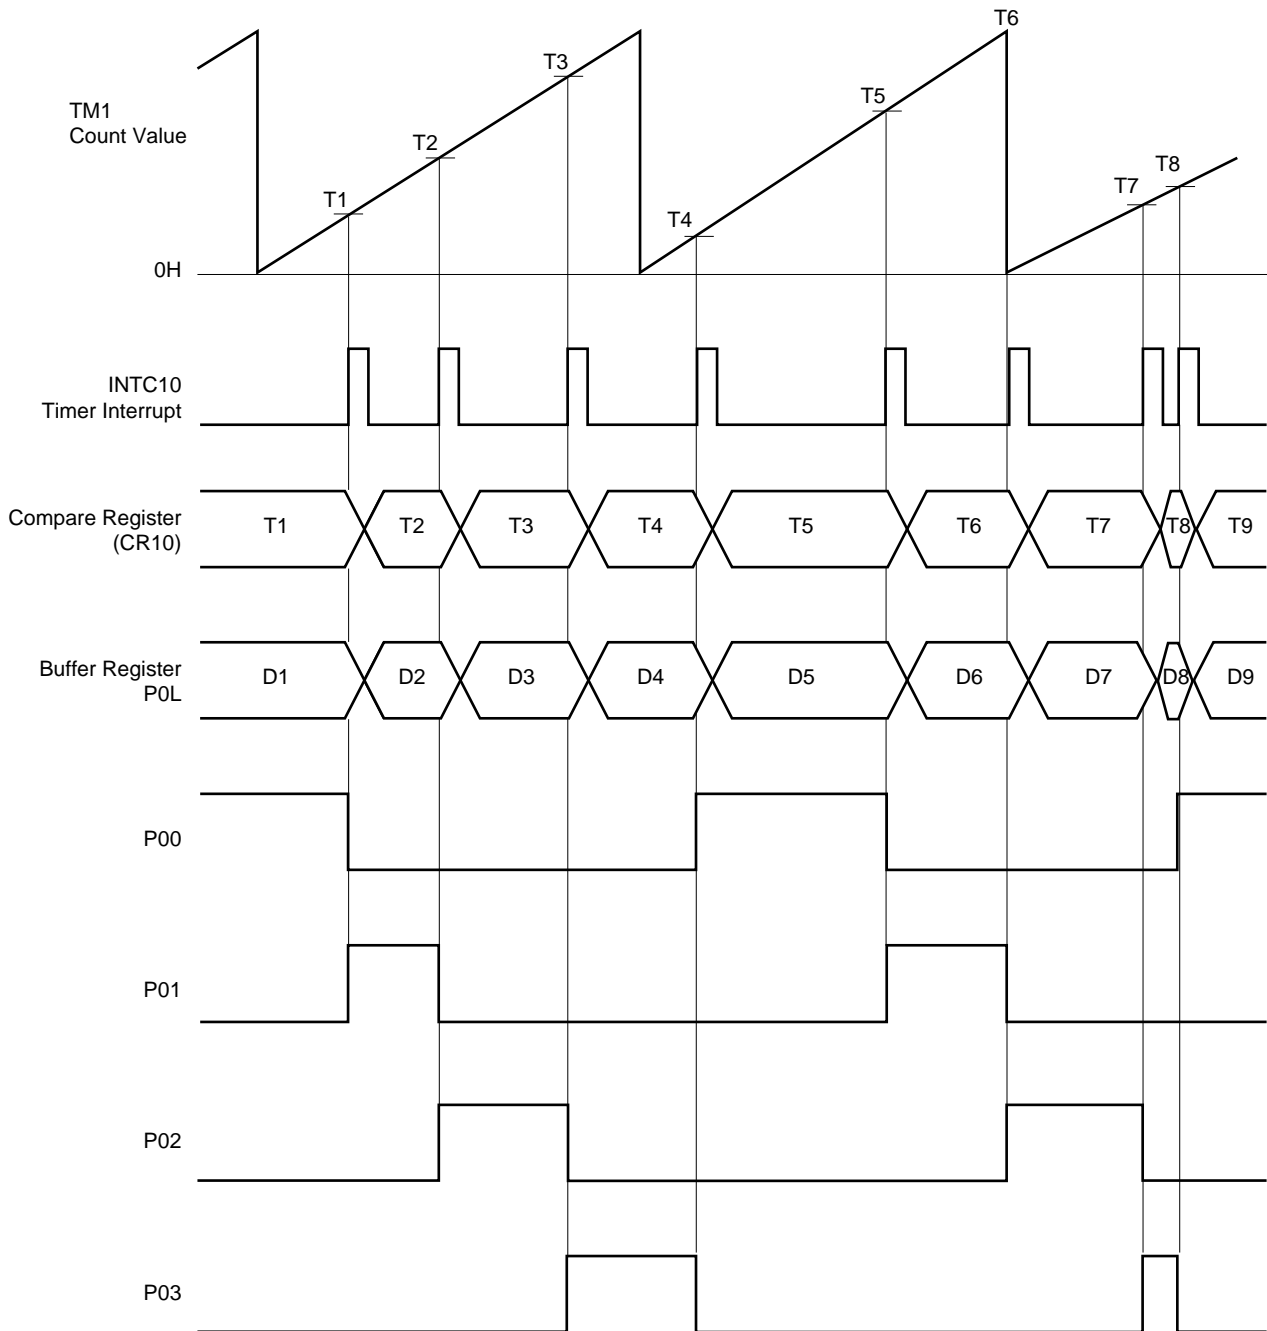 T6
T3
TM1
Count Value
T5
T2
T8
T7
T1
T4
0H
INTC10
Timer Interrupt
Compare Register
(CR10)
T1 T2 T3 T4 T5 T6 T7 T8 T9
Buffer Register
P0L
D1 D2 D3 D4 D5 D6 D7 D8 D9
P00
P01
P02
P03